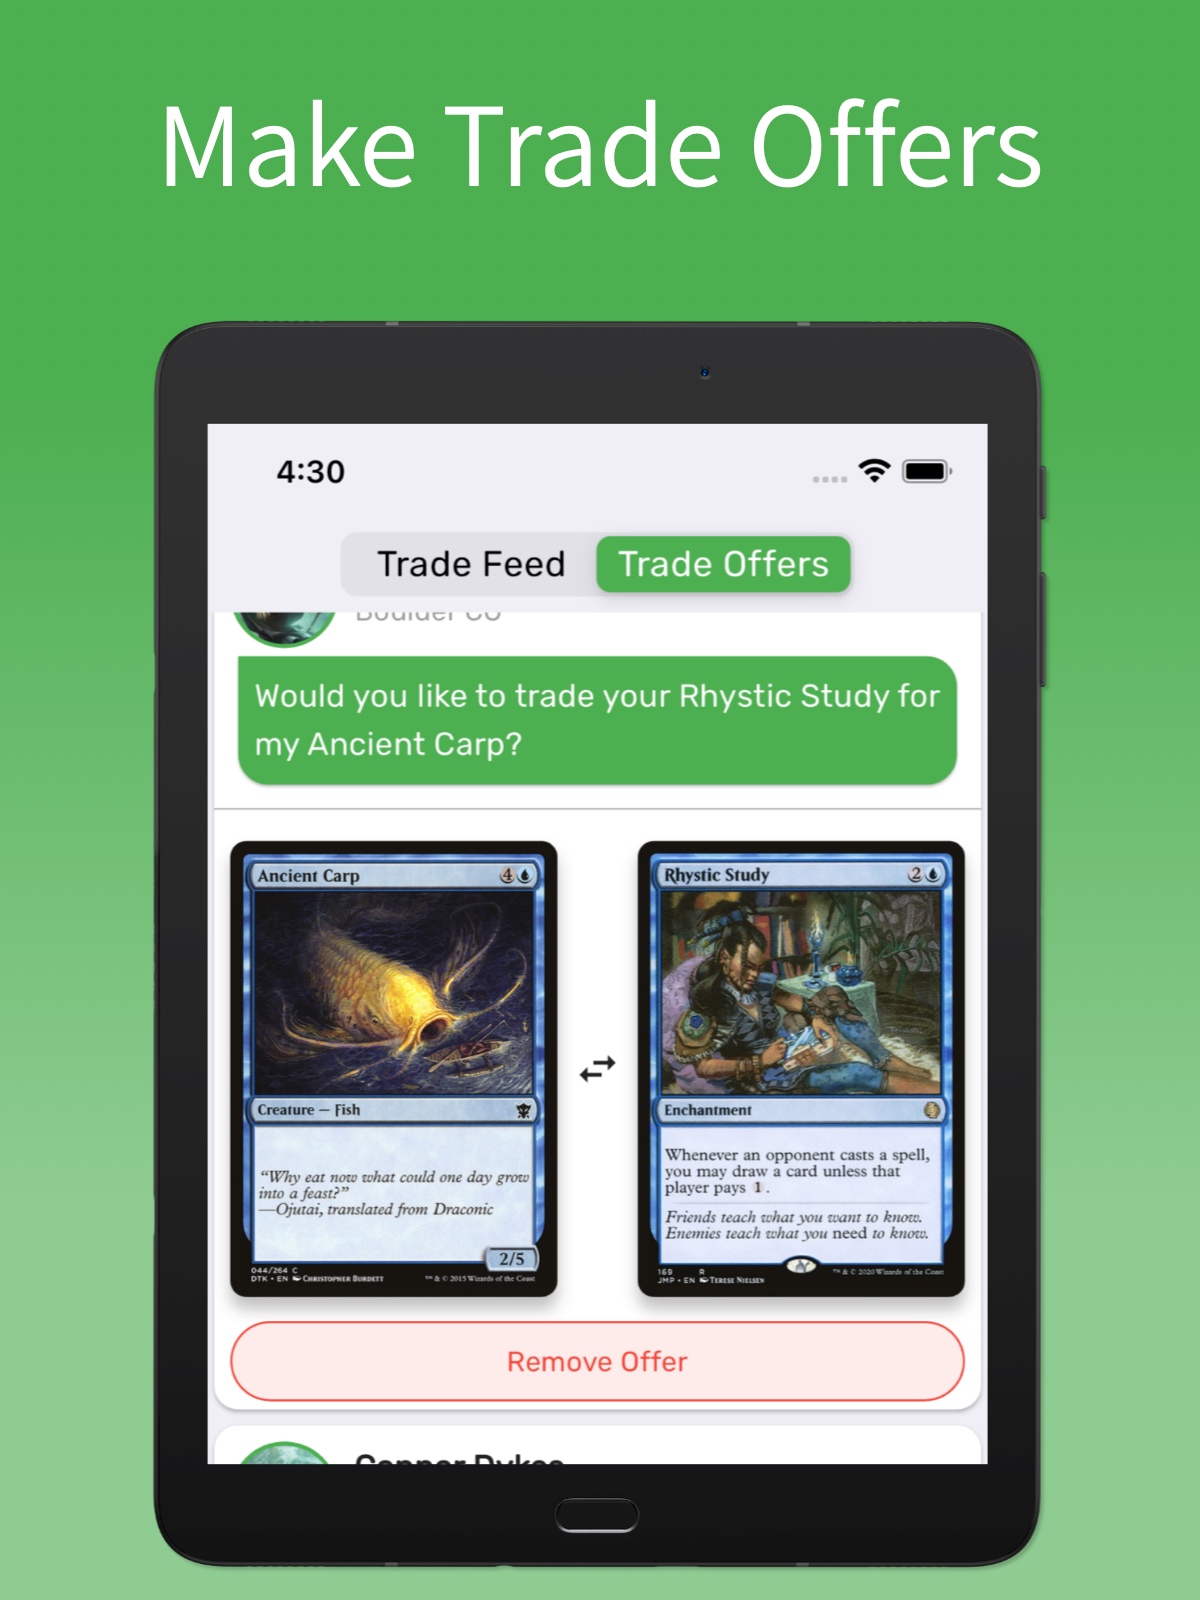 Make Trade Offers
4:30
Trade Feed
Trade Offers
Boulder CO
Would you like to trade your Rhystic Study for
my Ancient Carp?
Ancient Carp
4
Creature — Fish
“Why eat now what could one day grow
into a feast?”
—Ojutai, translated from Draconic
2/5
044/264 C
DTK • EN CHRISTOPHER BURDETT
™ & © 2015 Wizards of the Coast
Rhystic Study
2
Enchantment
Whenever an opponent casts a spell,
you may draw a card unless that
player pays 1.
Friends teach what you want to know.
Enemies teach what you need to know.
169 R
JMP • EN TERESE NIELSEN
™ & © 2020 Wizards of the Coast
Remove Offer
Connor Dykes